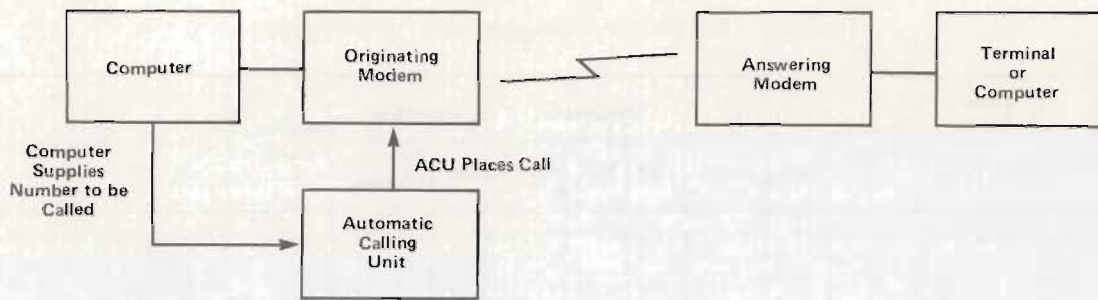 Computer
Originating
Modem
Answering
Modem
Terminal
or
Computer
Computer
Supplies
Number to be
Called
ACU Places Call
Automatic
Calling
Unit